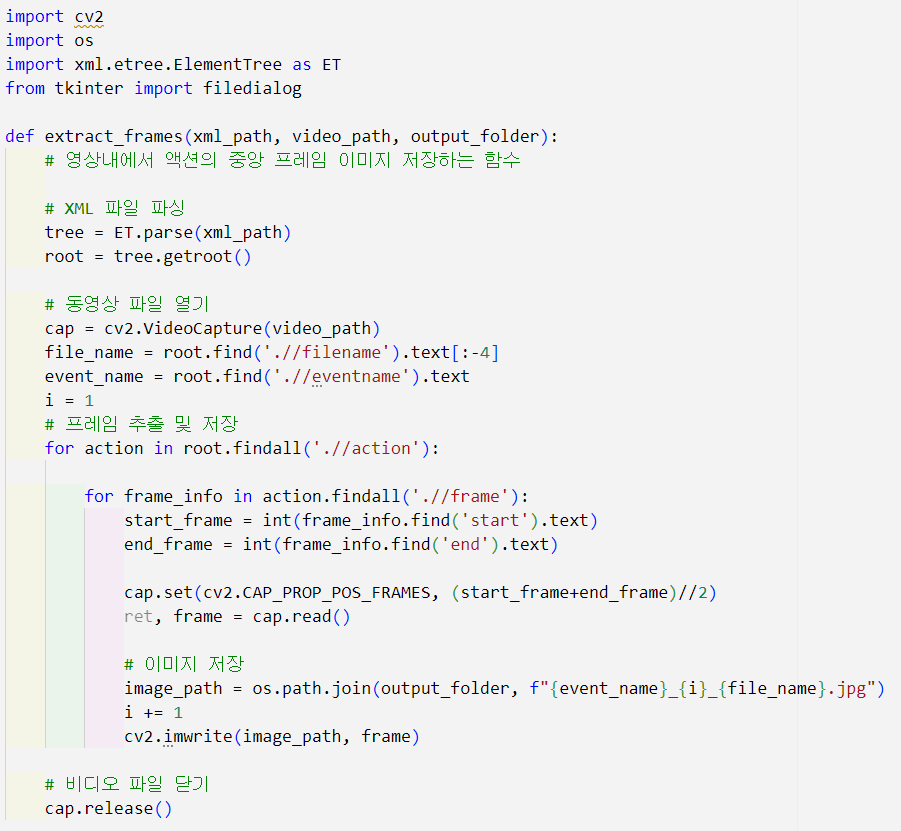 import cv2
import os
import xml.etree.ElementTree as ET
from tkinter import filedialog

def extract_frames(xml_path, video_path, output_folder):
    # 영상내에서 액션의 중앙 프레임 이미지 저장하는 함수

    # XML 파일 파싱
    tree = ET.parse(xml_path)
    root = tree.getroot()

    # 동영상 파일 열기
    cap = cv2.VideoCapture(video_path)
    file_name = root.find('.//filename').text[:-4]
    event_name = root.find('.//eventname').text
    i = 1
    # 프레임 추출 및 저장
    for action in root.findall('.//action'):

        for frame_info in action.findall('.//frame'):
            start_frame = int(frame_info.find('start').text)
            end_frame = int(frame_info.find('end').text)

            cap.set(cv2.CAP_PROP_POS_FRAMES, (start_frame+end_frame)//2)
            ret, frame = cap.read()

            # 이미지 저장
            image_path = os.path.join(output_folder, f"{event_name}_{i}_{file_name}.jpg")
            i += 1
            cv2.imwrite(image_path, frame)

    # 비디오 파일 닫기
    cap.release()